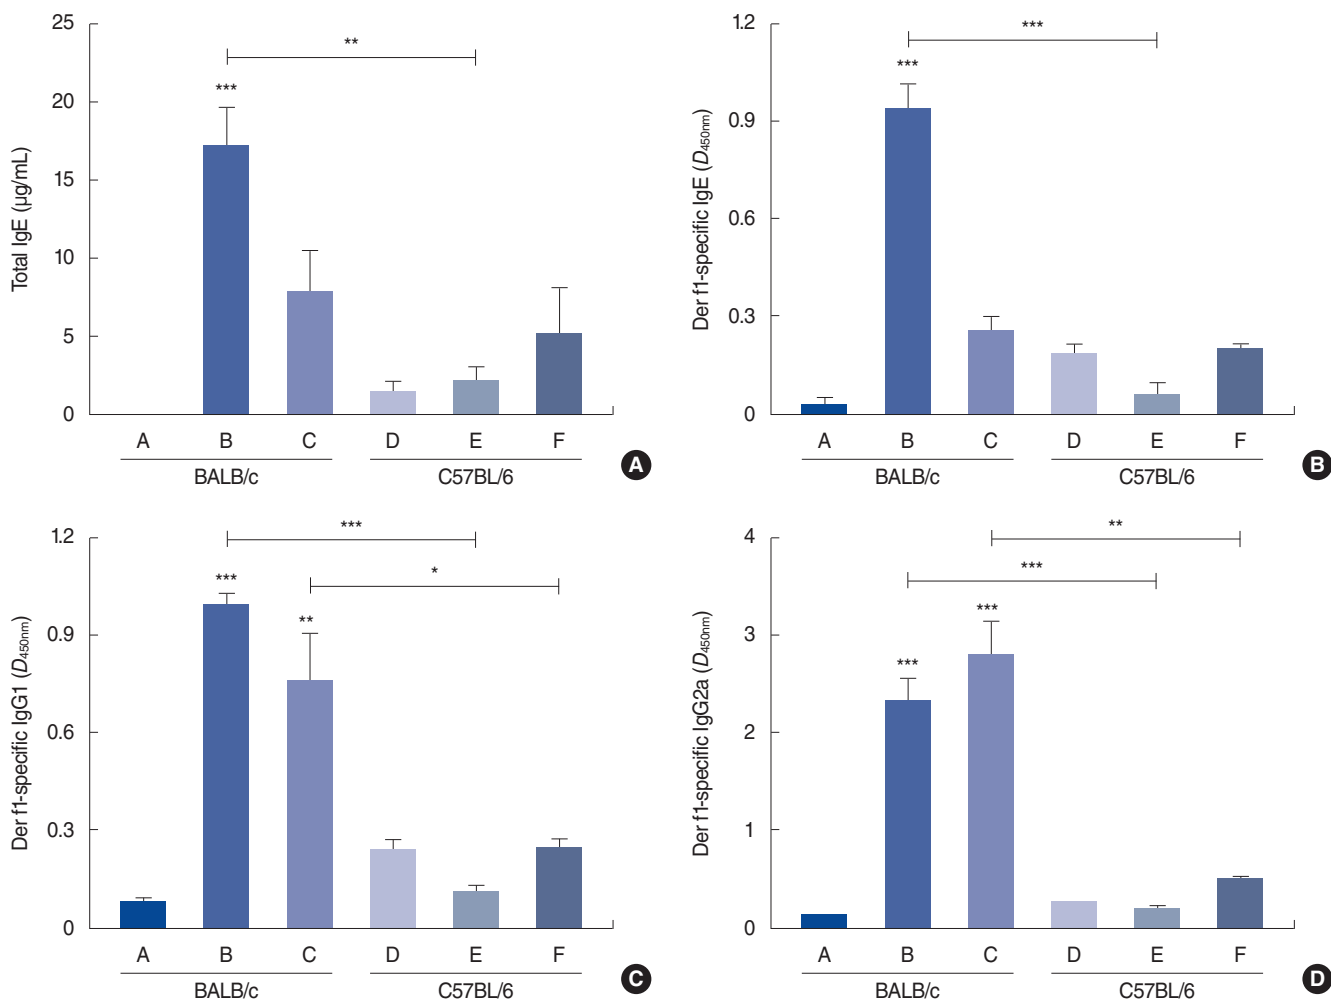 25
20
15
10
5
0
Total IgE (μg/mL)
**
***
A B C D E F
BALB/c C57BL/6
A
1.2
0.9
0.6
0.3
0
Der f1-specific IgE (D450nm)
***
***
A B C D E F
BALB/c C57BL/6
B
1.2
0.9
0.6
0.3
0
Der f1-specific IgG1 (D450nm)
***
*
***
**
A B C D E F
BALB/c C57BL/6
C
4
3
2
1
0
Der f1-specific IgG2a (D450nm)
**
***
***
***
A B C D E F
BALB/c C57BL/6
D